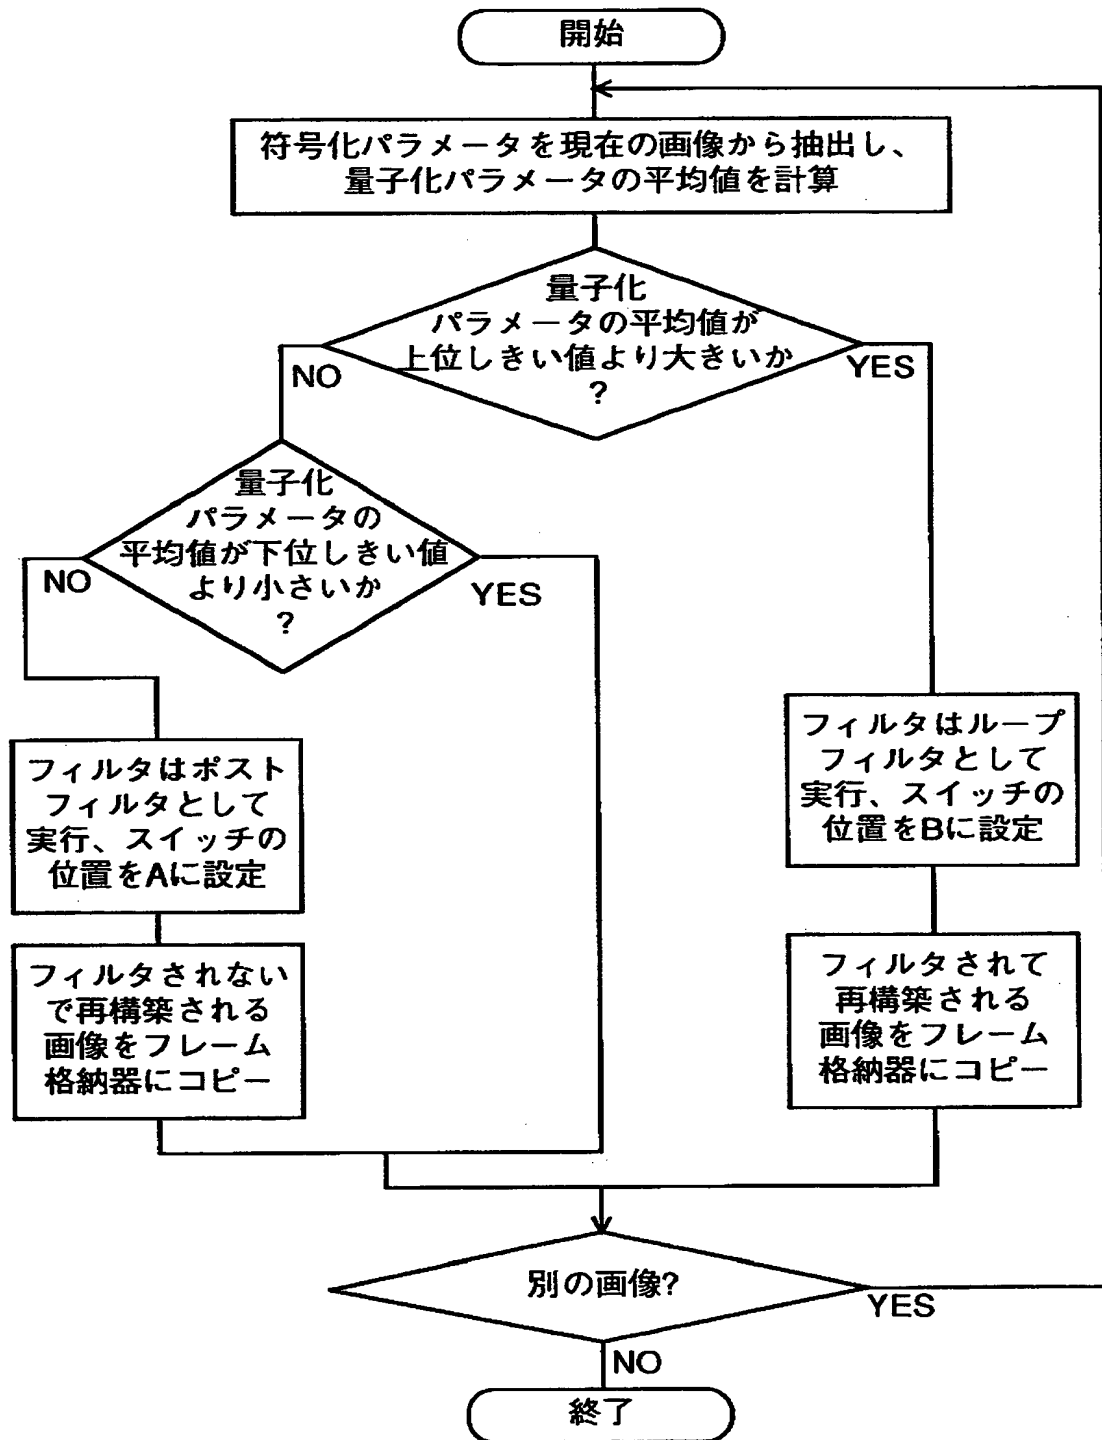 開始
符号化パラメータを現在の画像から抽出し、
量子化パラメータの平均値を計算
量子化
パラメータの平均値が
上位しきい値より大きいか
?
NO
YES
量子化
パラメータの
平均値が下位しきい値
より小さいか
?
NO
YES
フィルタはポスト
フィルタとして
実行、スイッチの
位置をAに設定
フィルタはループ
フィルタとして
実行、スイッチの
位置をBに設定
フィルタされない
で再構築される
画像をフレーム
格納器にコピー
フィルタされて
再構築される
画像をフレーム
格納器にコピー
別の画像?
YES
NO
終了